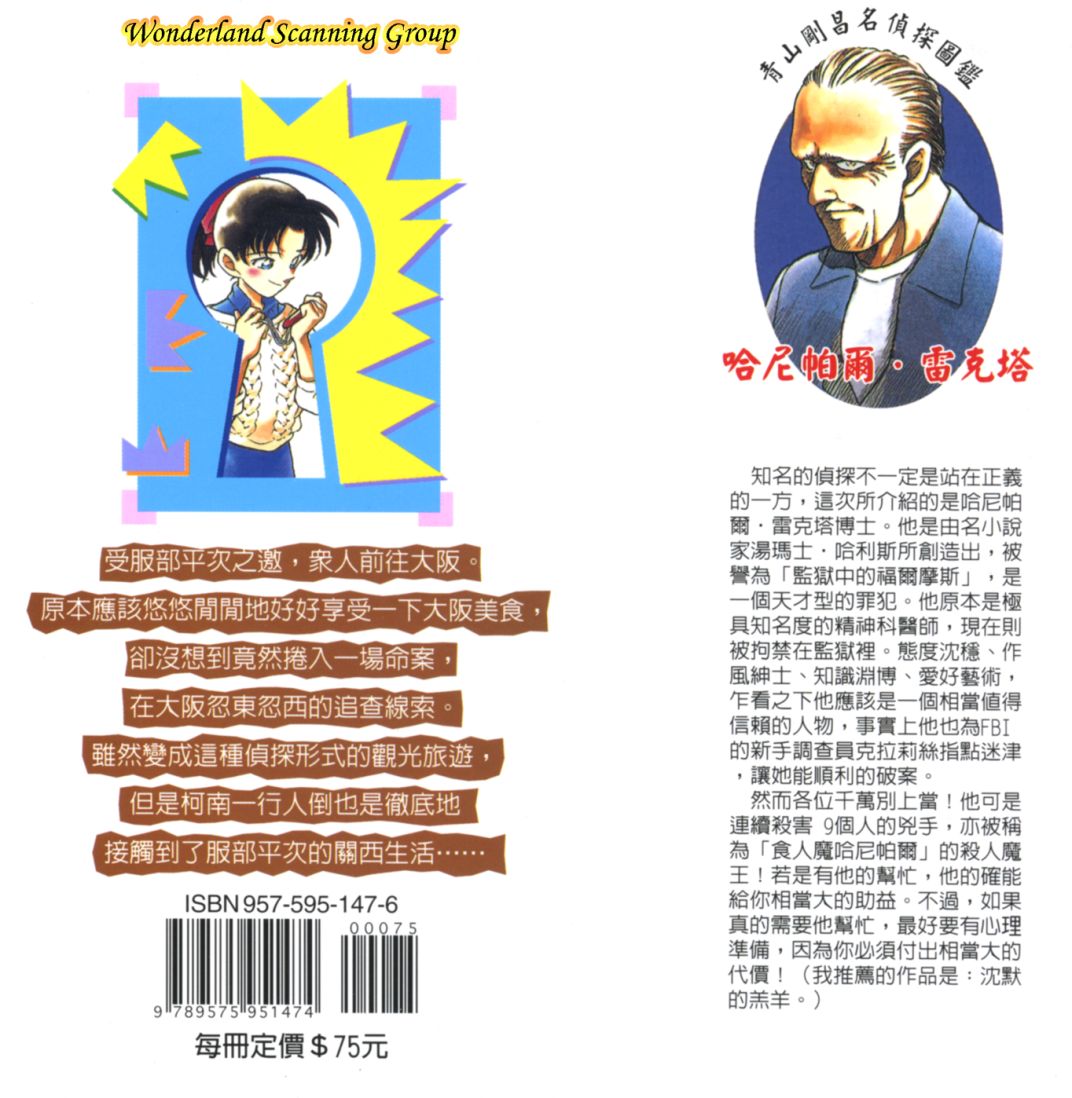 Wonderland Scanning Group
受服部平次之邀，衆人前往大阪。
原本應該悠悠閒閒地好好享受一下大阪美食，
卻沒想到竟然捲入一場命案，
在大阪忽東忽西的追查線索。
雖然變成這種偵探形式的觀光旅遊，
但是柯南一行人倒也是徹底地
接觸到了服部平次的關西生活……
ISBN 957-595-147-6
00075
9 789575 951474
每冊定價＄75元
青山剛昌名偵探圖鑑
哈尼帕爾·雷克塔
知名的偵探不一定是站在正義
的一方，這次所介紹的是哈尼帕
爾·雷克塔博士。他是由名小說
家湯瑪士·哈利斯所創造出，被
譽為「監獄中的福爾摩斯」，是
一個天才型的罪犯。他原本是極
具知名度的精神科醫師，現在則
被拘禁在監獄裡。態度沈穩、作
風紳士、知識淵博、愛好藝術，
乍看之下他應該是一個相當值得
信賴的人物，事實上他也為FBI
的新手調查員克拉莉絲指點迷津
，讓她能順利的破案。
然而各位千萬別上當！他可是
連續殺害 9個人的兇手，亦被稱
為「食人魔哈尼帕爾」的殺人魔
王！若是有他的幫忙，他的確能
給你相當大的助益。不過，如果
真的需要他幫忙，最好要有心理
準備，因為你必須付出相當大的
代價！（我推薦的作品是：沈默
的羔羊。）